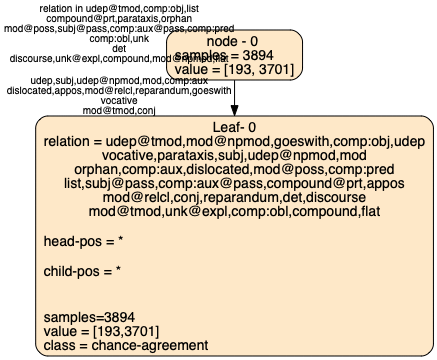 relation in udep@tmod,comp:obj,list
compound@prt,parataxis,orphan
mod@poss,subj@pass,comp:aux@pass,comp:pred
comp:obl,unk
det
discourse,unk@expl,compound,mod@npmod,flat
udep,subj,udep@npmod,mod,comp:aux
dislocated,appos,mod@relcl,reparandum,goeswith
vocative
mod@tmod,conj
node - 0
samples = 3894
value = [193, 3701]
Leaf- 0
relation = udep@tmod,mod@npmod,goeswith,comp:obj,udep
vocative,parataxis,subj,udep@npmod,mod
orphan,comp:aux,dislocated,mod@poss,comp:pred
list,subj@pass,comp:aux@pass,compound@prt,appos
mod@relcl,conj,reparandum,det,discourse
mod@tmod,unk@expl,comp:obl,compound,flat
head-pos = *
child-pos = *
samples=3894
value = [193,3701]
class = chance-agreement